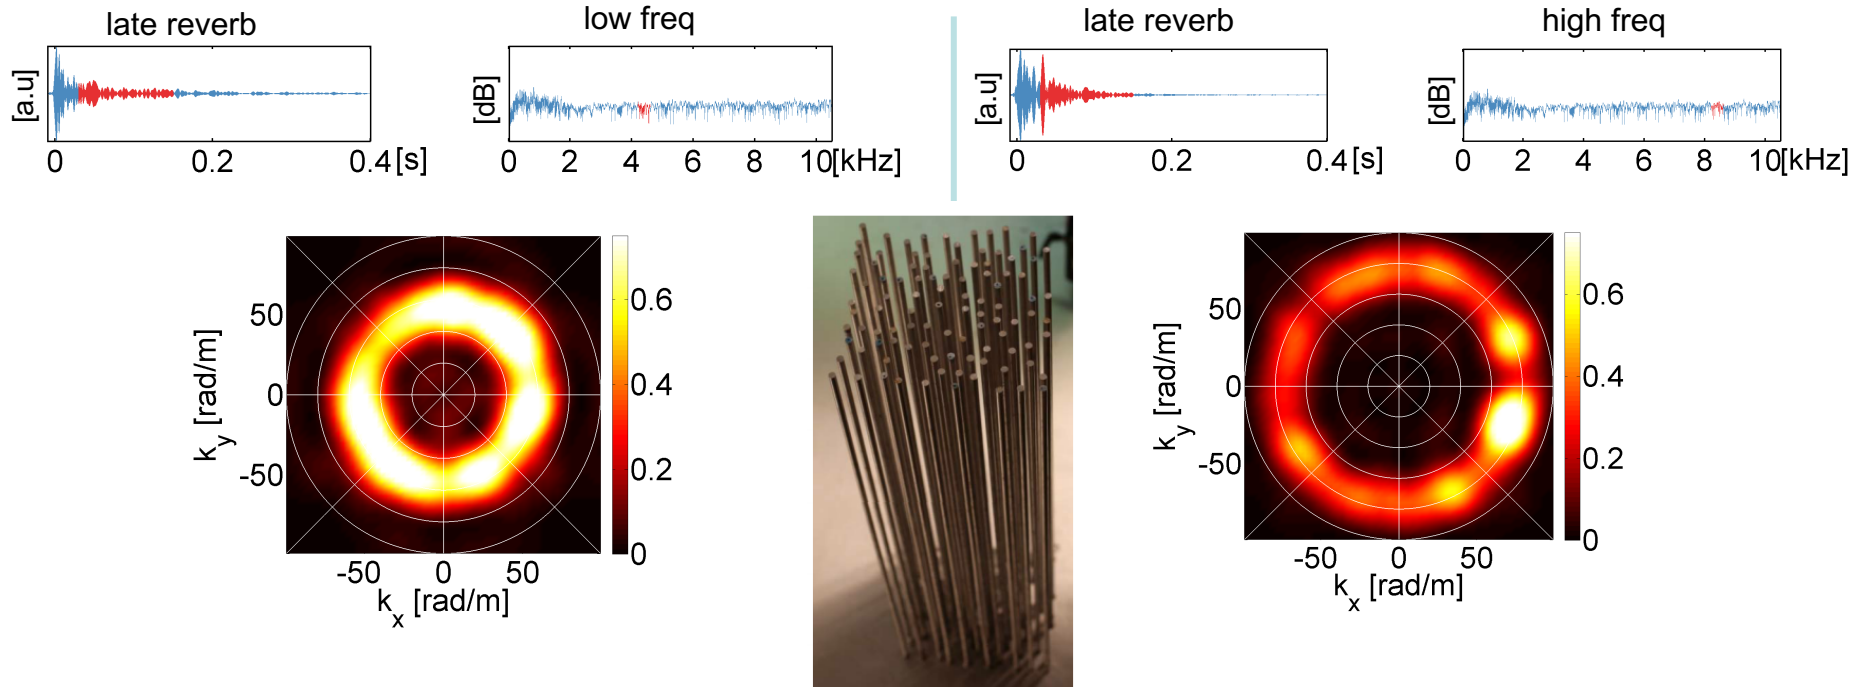 late reverb
low freq
late reverb
high freq
[a.u]
0
0.2
0.4 [s]
[dB]
0
2
4
6
8
10 [kHz]
[a.u]
0
0.2
0.4 [s]
[dB]
0
2
4
6
8
10 [kHz]
50
0
-50
k_y [rad/m]
-50
0
50
k_x [rad/m]
0.6
0.4
0.2
0
50
0
-50
k_y [rad/m]
-50
0
50
k_x [rad/m]
0.6
0.4
0.2
0